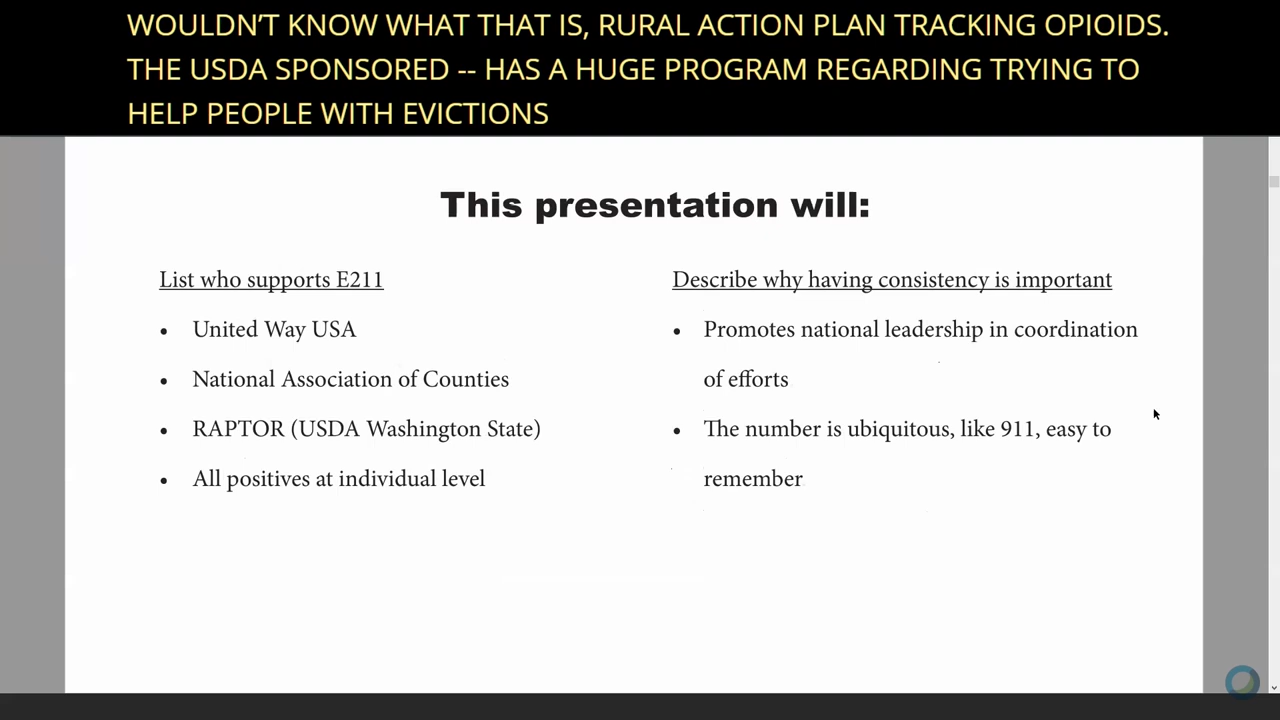 WOULDN'T KNOW WHAT THAT IS, RURAL ACTION PLAN TRACKING OPIOIDS.
THE USDA SPONSORED -- HAS A HUGE PROGRAM REGARDING TRYING TO
HELP PEOPLE WITH EVICTIONS
This presentation will:
List who supports E211
• United Way USA
• National Association of Counties
• RAPTOR (USDA Washington State)
• All positives at individual level
Describe why having consistency is important
• Promotes national leadership in coordination
of efforts
• The number is ubiquitous, like 911, easy to
remember